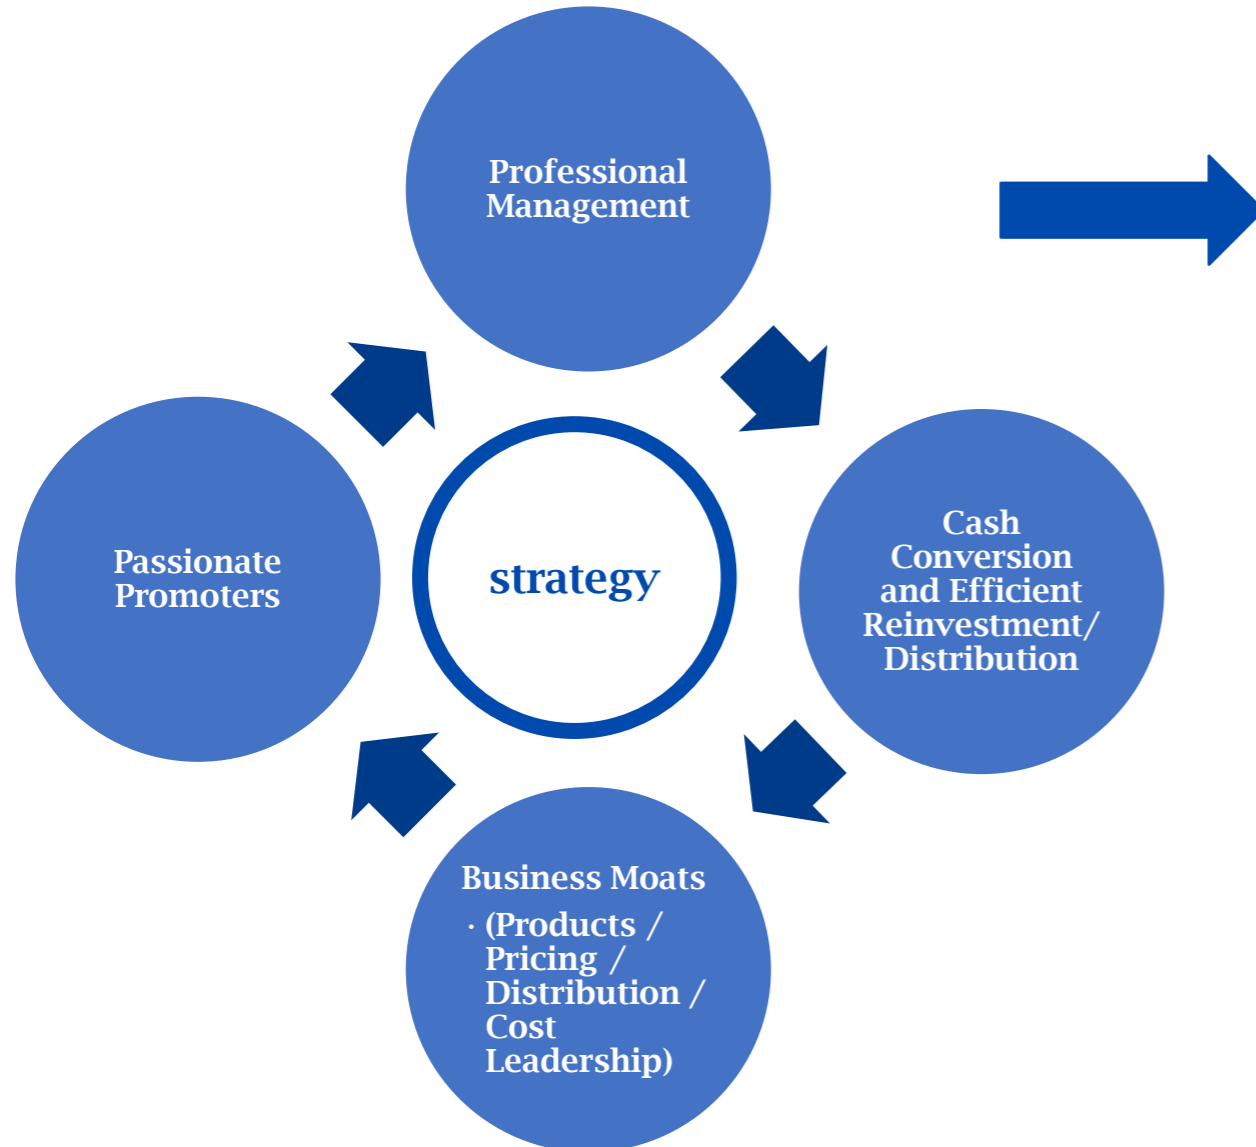 Professional
Management
Passionate
Promoters
strategy
Cash
Conversion
and Efficient
Reinvestment/
Distribution
Business Moats
· (Products /
Pricing /
Distribution /
Cost
Leadership)